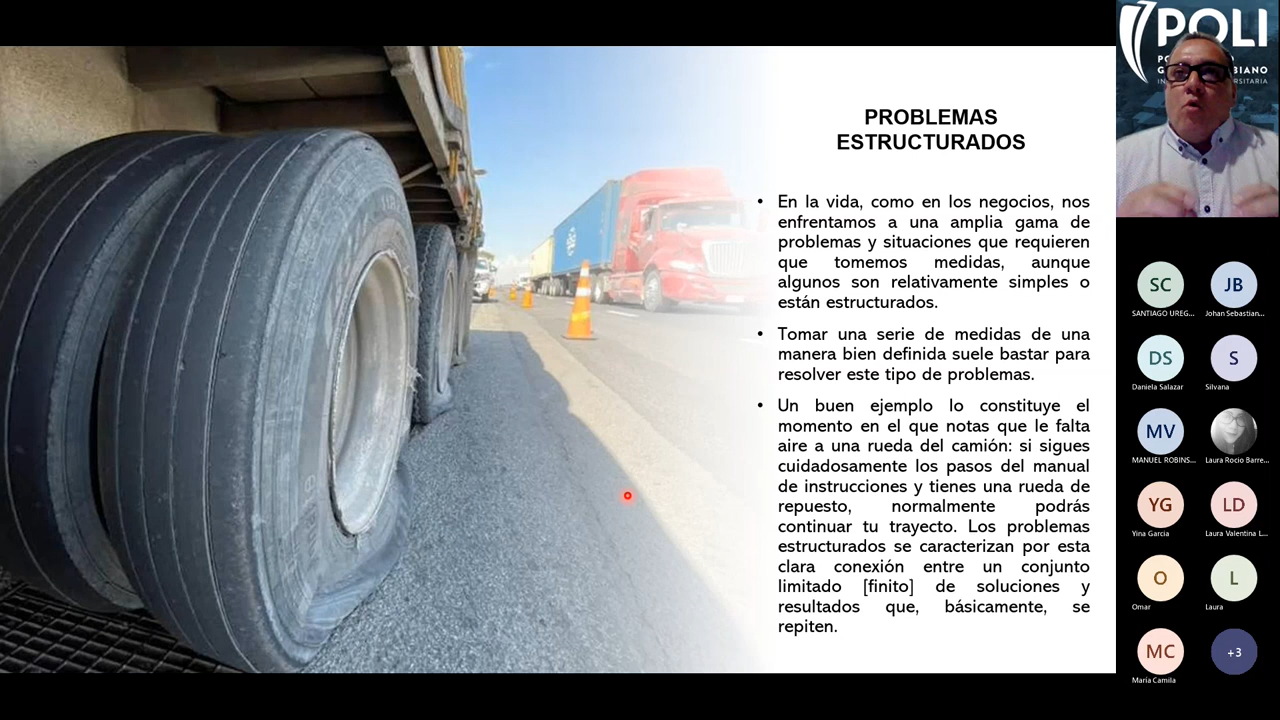 PROBLEMAS
ESTRUCTURADOS
• En la vida, como en los negocios, nos
enfrentamos a una amplia gama de
problemas y situaciones que requieren
que tomemos medidas, aunque
algunos son relativamente simples o
están estructurados.
• Tomar una serie de medidas de una
manera bien definida suele bastar para
resolver este tipo de problemas.
• Un buen ejemplo lo constituye el
momento en el que notas que le falta
aire a una rueda del camión: si sigues
cuidadosamente los pasos del manual
de instrucciones y tienes una rueda de
repuesto, normalmente podrás
continuar tu trayecto. Los problemas
estructurados se caracterizan por esta
clara conexión entre un conjunto
limitado [finito] de soluciones y
resultados que, básicamente, se
repiten.
POLI
SC
JB
SANTIAGO UREG...
Johan Sebastian...
DS
S
Daniela Salazar
Silvana
MV
MANUEL ROBINS...
Laura Rocio Barre...
YG
LD
Yina García
Laura Valentina L...
O
L
Omar
Laura
MC
+3
María Camila